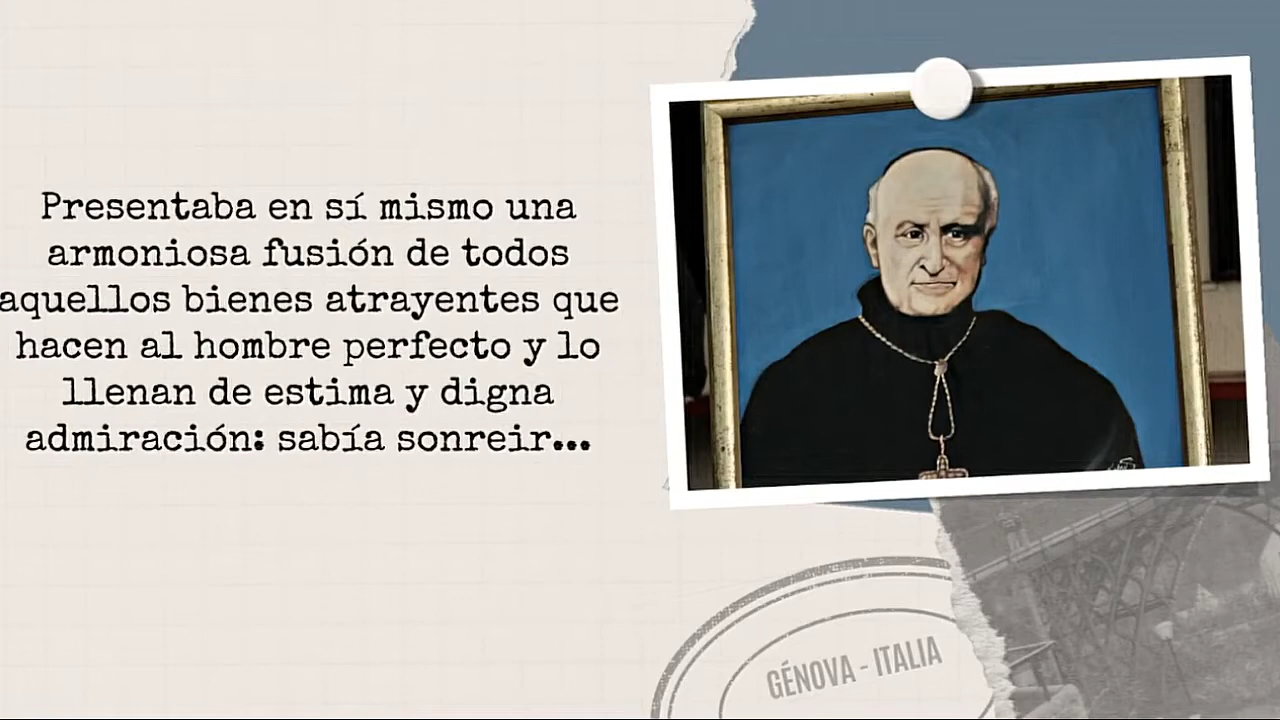 Presentaba en sí mismo una
armoniosa fusión de todos
aquellos bienes atrayentes que
hacen al hombre perfecto y lo
llenan de estima y digna
admiración: sabía sonreir...
GÉNOVA - ITALIA